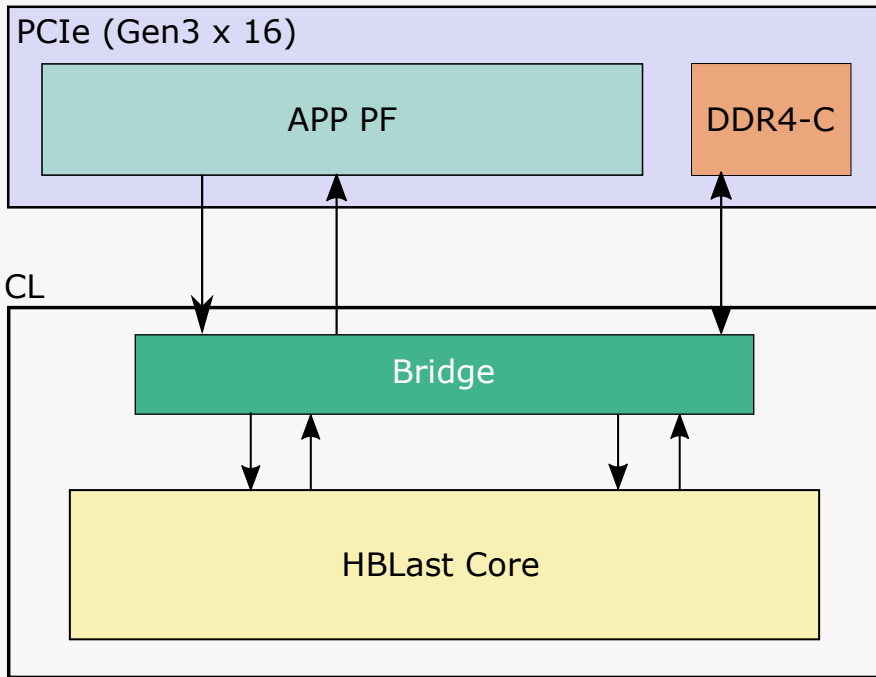 PCIe (Gen3 x 16)
APP PF
DDR4-C
CL
Bridge
HBLast Core